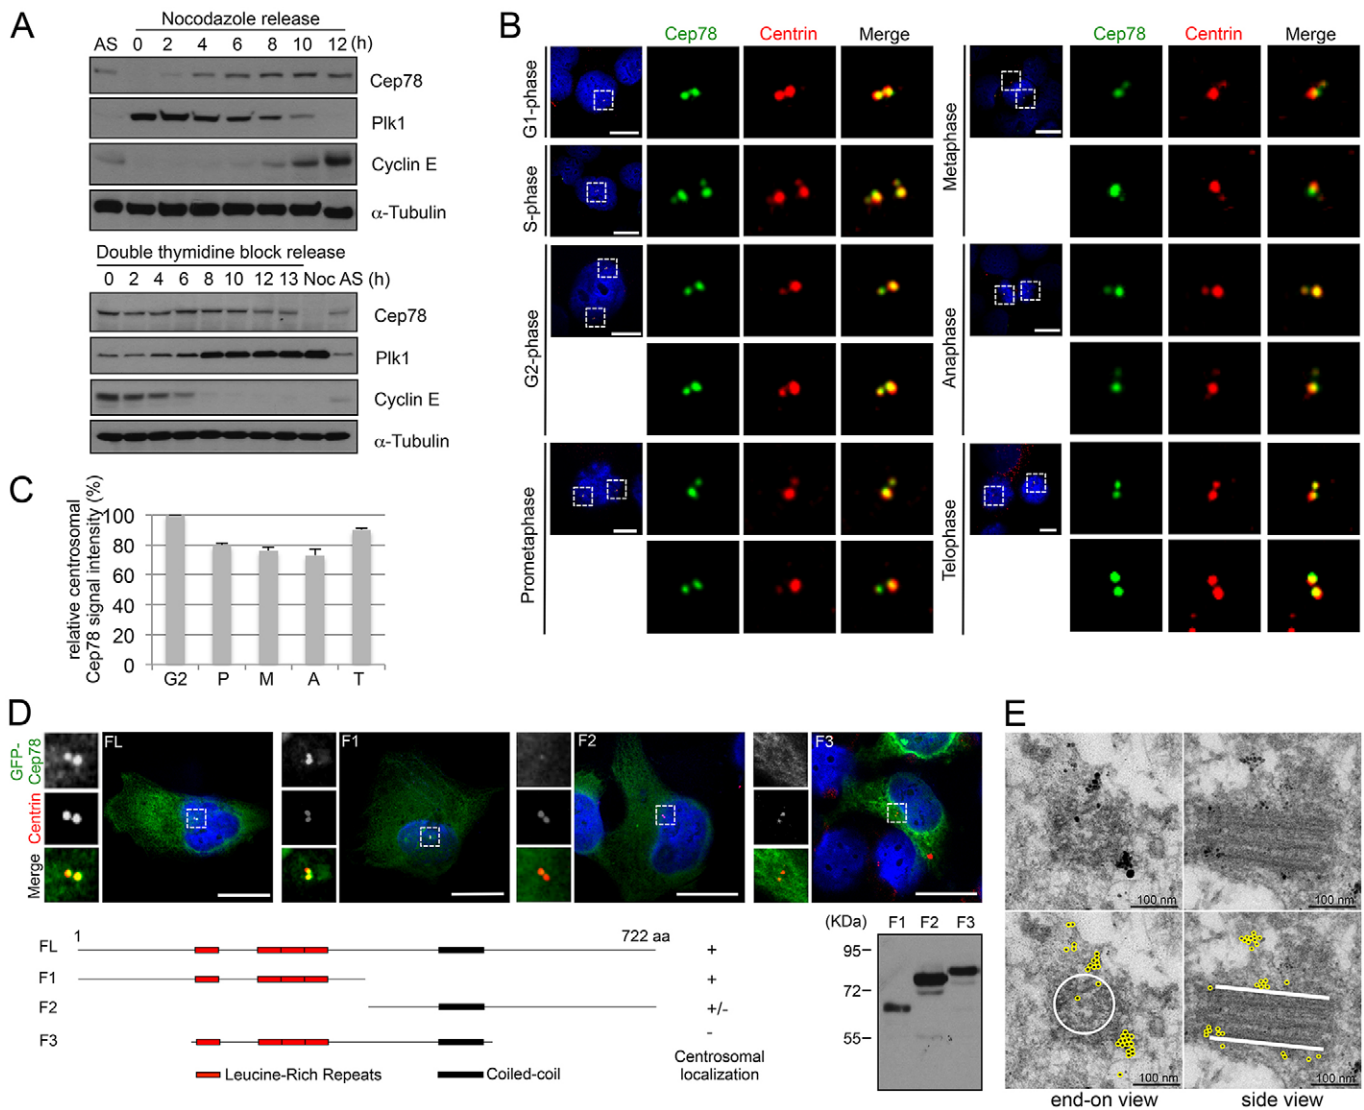 A
Nocodazole release
AS 0 2 4 6 8 10 12 (h)
Cep78
Plk1
Cyclin E
α-Tubulin
Double thymidine block release
0 2 4 6 8 10 12 13 Noc AS (h)
Cep78
Plk1
Cyclin E
α-Tubulin
B
Cep78 Centrin Merge
G1-phase
S-phase
G2-phase
Prometaphase
Cep78 Centrin Merge
Metaphase
Anaphase
Telophase
C
relative centrosomal
Cep78 signal intensity (%)
100
80
60
40
20
0
G2 P M A T
D
GFP-
Cep78
Centrin
Merge
FL
F1
F2
F3
1 722 aa
FL +
F1 +
F2 +/-
F3 -
Centrosomal
localization
Leucine-Rich Repeats
Coiled-coil
(KDa) F1 F2 F3
95
72
55
E
100 nm
100 nm
100 nm
100 nm
end-on view
side view